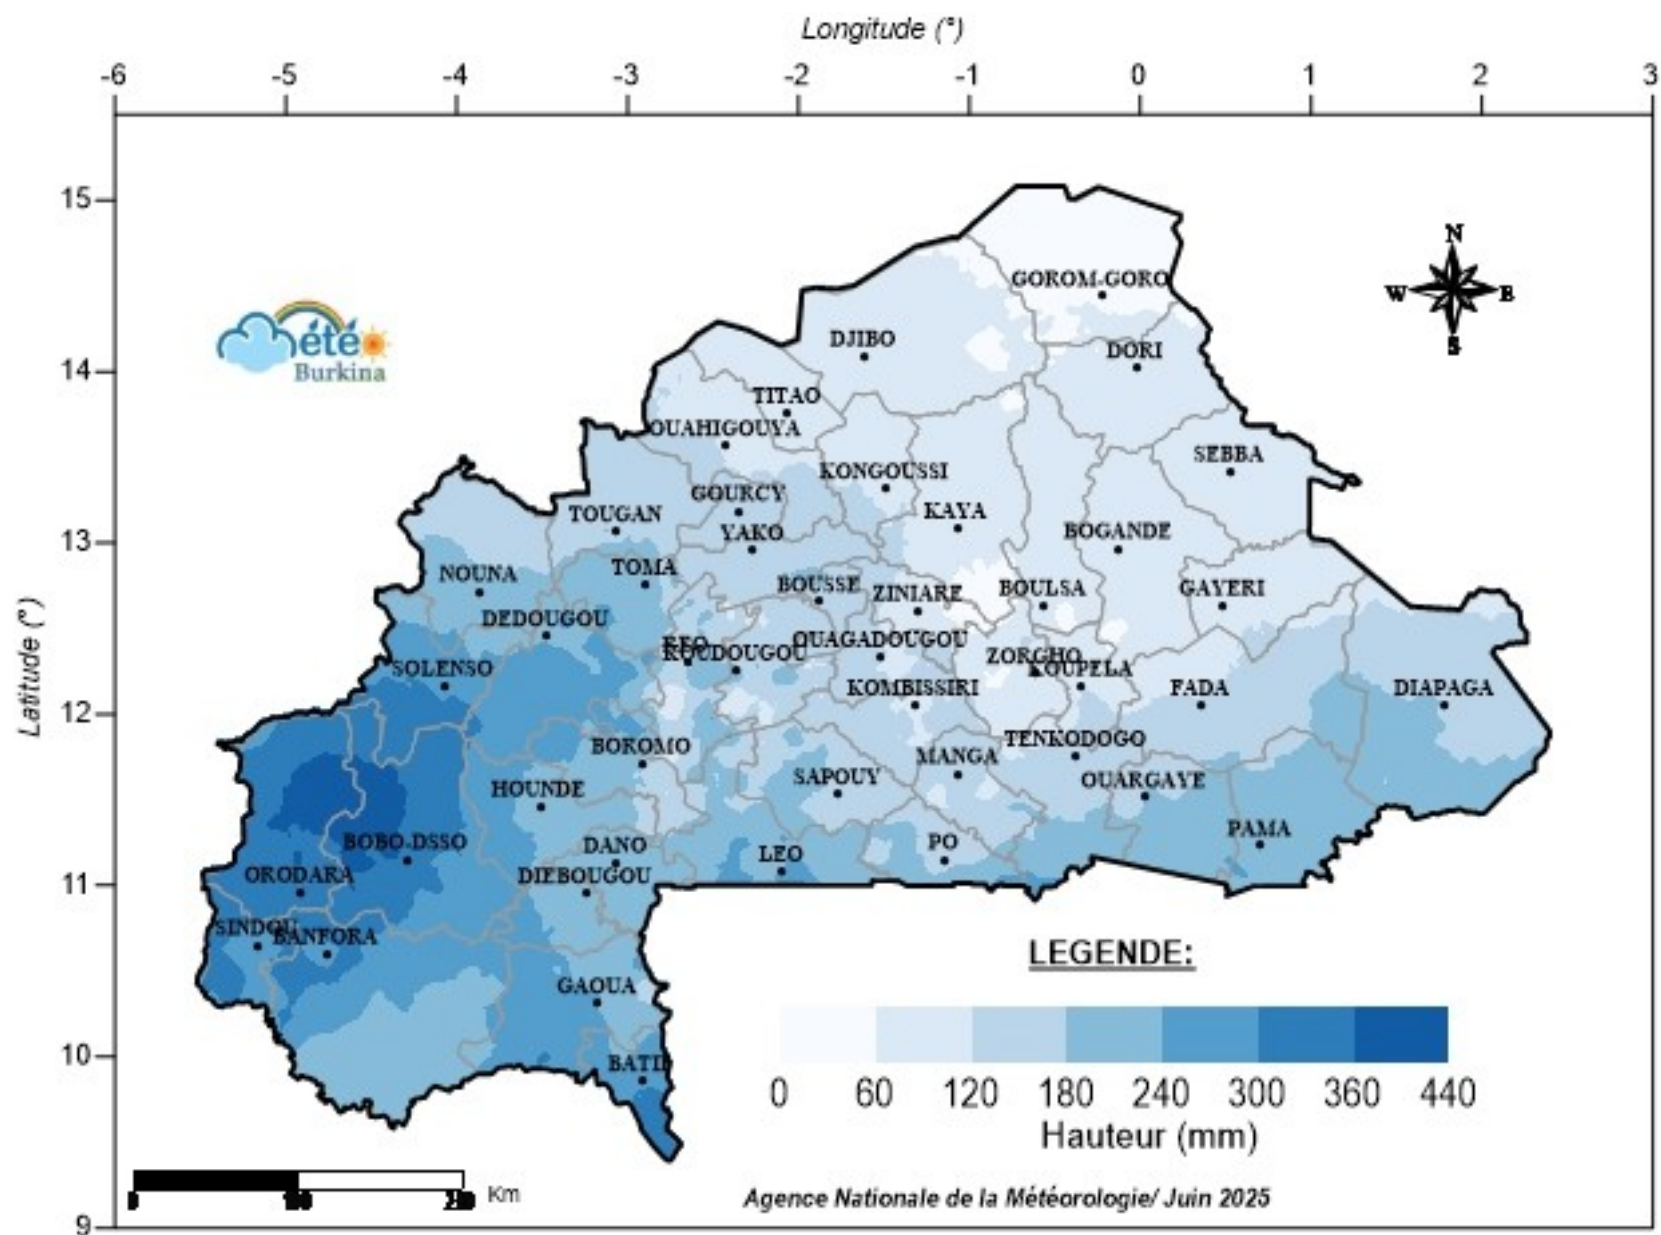 Longitude (°)
-6 -5 -4 -3 -2 -1 0 1 2 3
15
14
13
12
11
10
9
Latitude (°)
N
W E
S
été
Burkina
GOROM-GORO
DJIBO
DORI
TITAO
OUAHIGOUYA
SEBBA
KONGOUSSI
GOURCY
KAYA
TOUGAN
YAKO
BOGANDE
TOMA
NOUNA
BOUSSE
ZINIARE
BOULSA
GAYERI
DEDOUGOU
OUAGADOUGOU
KOUDOUGOU
ZORGHO
KOUPELA
SOLENSO
KOMBISSIRI
FADA
DIAPAGA
BOROMO
TENKODOGO
MANGA
SAPOUY
OUARGAYE
HOUNDE
PAMA
BOBO-DSSO
DANO
LEO
PO
ORODARA
DIEBOUGOU
SINDOU
BANFORA
GAOUA
BATIE
LEGENDE:
0 60 120 180 240 300 360 440
Hauteur (mm)
0 Km
Agence Nationale de la Météorologie/ Juin 2025